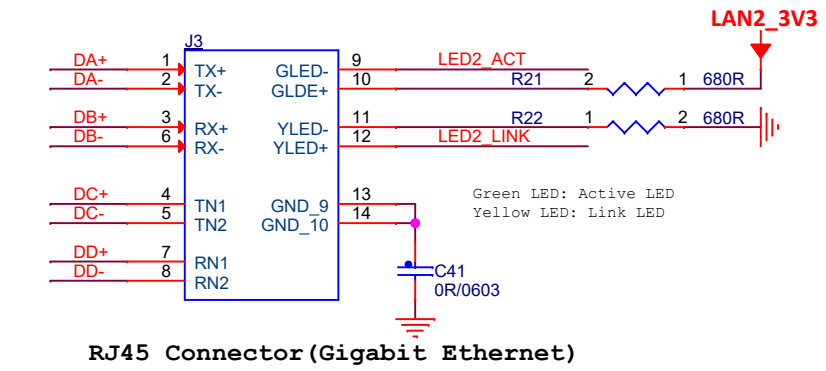 LAN2_3V3
J3
DA+ 1 TX+ GLED- 9 LED2_ACT
DA- 2 TX- GLDE+ 10 R21 2 1 680R
DB+ 3 RX+ YLED- 11 R22 1 2 680R
DB- 6 RX- YLED+ 12 LED2_LINK
DC+ 4 TN1 GND_9 13
DC- 5 TN2 GND_10 14
Green LED: Active LED
Yellow LED: Link LED
DD+ 7 RN1
DD- 8 RN2
C41
0R/0603
RJ45 Connector(Gigabit Ethernet)